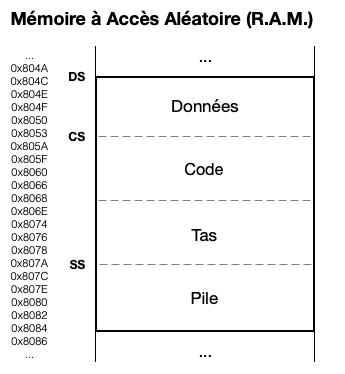 Mémoire à Accès Aléatoire (R.A.M.)
... ...
0x804A
0x804C DS
0x804E
0x804F Données
0x8050
0x8053 CS
0x805A
0x805F Code
0x8060
0x8066
0x8068
0x806E
0x8074
0x8076 Tas
0x8078
0x807A SS
0x807C
0x807E Pile
0x8080
0x8082
0x8084
0x8086
... ...